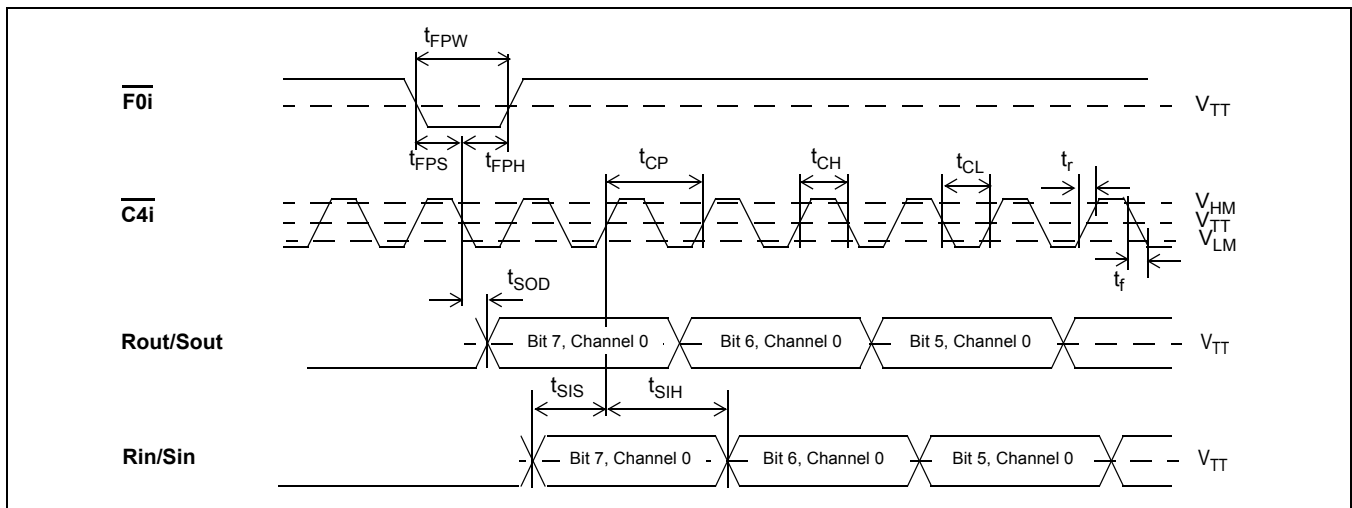 tFPW
F0i
VTT
tFPS
tFPH
tCP
tCH
tCL
tr
C4i
VHM
VTT
VLM
tf
tSOD
Rout/Sout
Bit 7, Channel 0
Bit 6, Channel 0
Bit 5, Channel 0
VTT
tSIS
tSIH
Rin/Sin
Bit 7, Channel 0
Bit 6, Channel 0
Bit 5, Channel 0
VTT